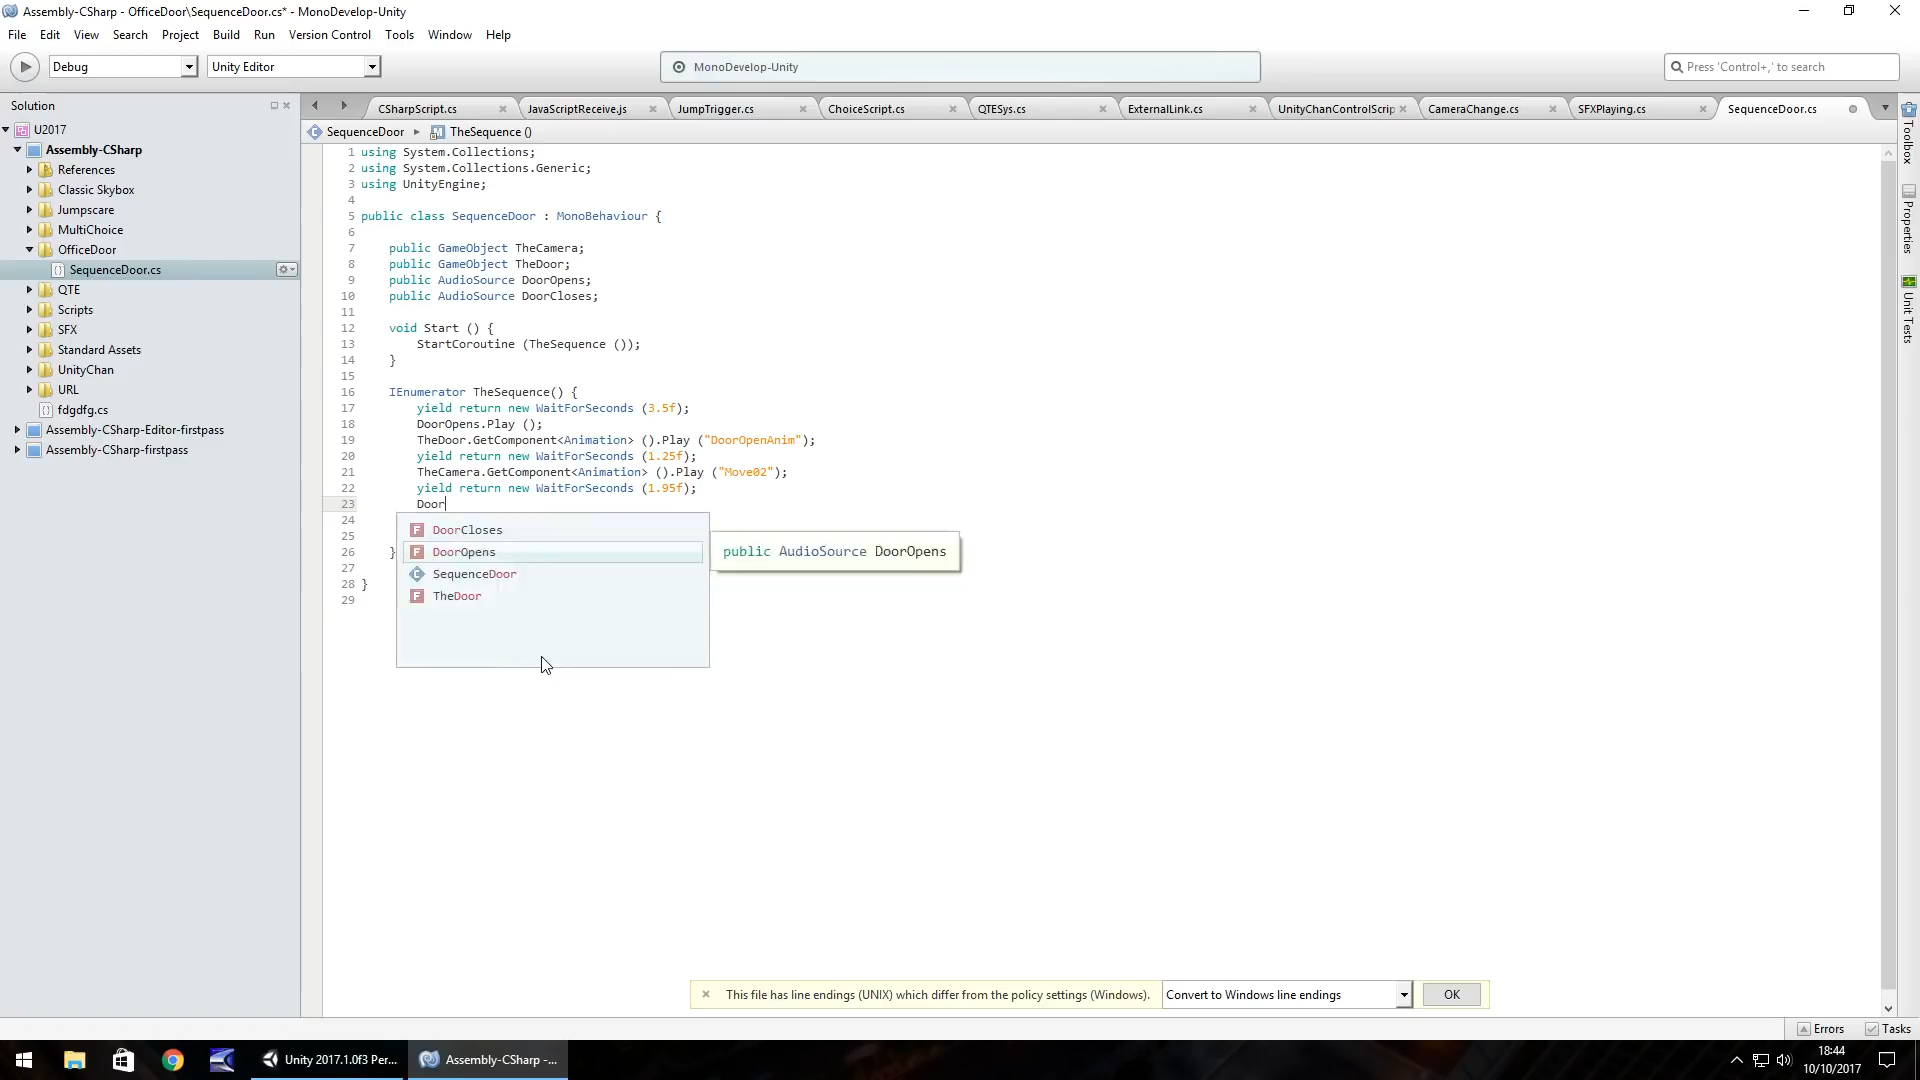 Assembly-CSharp - OfficeDoor\SequenceDoor.cs* - MonoDevelop-Unity
File Edit View Search Project Build Run Version Control Tools Window Help
Debug Unity Editor MonoDevelop-Unity Press 'Control+,' to search
Solution
U2017
Assembly-CSharp
References
Classic Skybox
Jumpscare
MultiChoice
OfficeDoor
SequenceDoor.cs
QTE
Scripts
SFX
Standard Assets
UnityChan
URL
fdgdfg.cs
Assembly-CSharp-Editor-firstpass
Assembly-CSharp-firstpass
CSharpScript.cs JavaScriptReceive.js JumpTrigger.cs ChoiceScript.cs QTESys.cs ExternalLink.cs UnityChanControlScrip CameraChange.cs SFXPlaying.cs SequenceDoor.cs
SequenceDoor TheSequence ()
1 using System.Collections;
2 using System.Collections.Generic;
3 using UnityEngine;
4
5 public class SequenceDoor : MonoBehaviour {
6
7 public GameObject TheCamera;
8 public GameObject TheDoor;
9 public AudioSource DoorOpens;
10 public AudioSource DoorCloses;
11
12 void Start () {
13 StartCoroutine (TheSequence ());
14 }
15
16 IEnumerator TheSequence() {
17 yield return new WaitForSeconds (3.5f);
18 DoorOpens.Play ();
19 TheDoor.GetComponent<Animation> ().Play ("DoorOpenAnim");
20 yield return new WaitForSeconds (1.25f);
21 TheCamera.GetComponent<Animation> ().Play ("Move02");
22 yield return new WaitForSeconds (1.95f);
23 Door
24
25
26 }
27
28 }
29
DoorCloses
DoorOpens
SequenceDoor
TheDoor
public AudioSource DoorOpens
Toolbox
Properties
Unit Tests
This file has line endings (UNIX) which differ from the policy settings (Windows). Convert to Windows line endings OK
Errors Tasks
Unity 2017.1.0f3 Per... Assembly-CSharp -...
18:44
10/10/2017